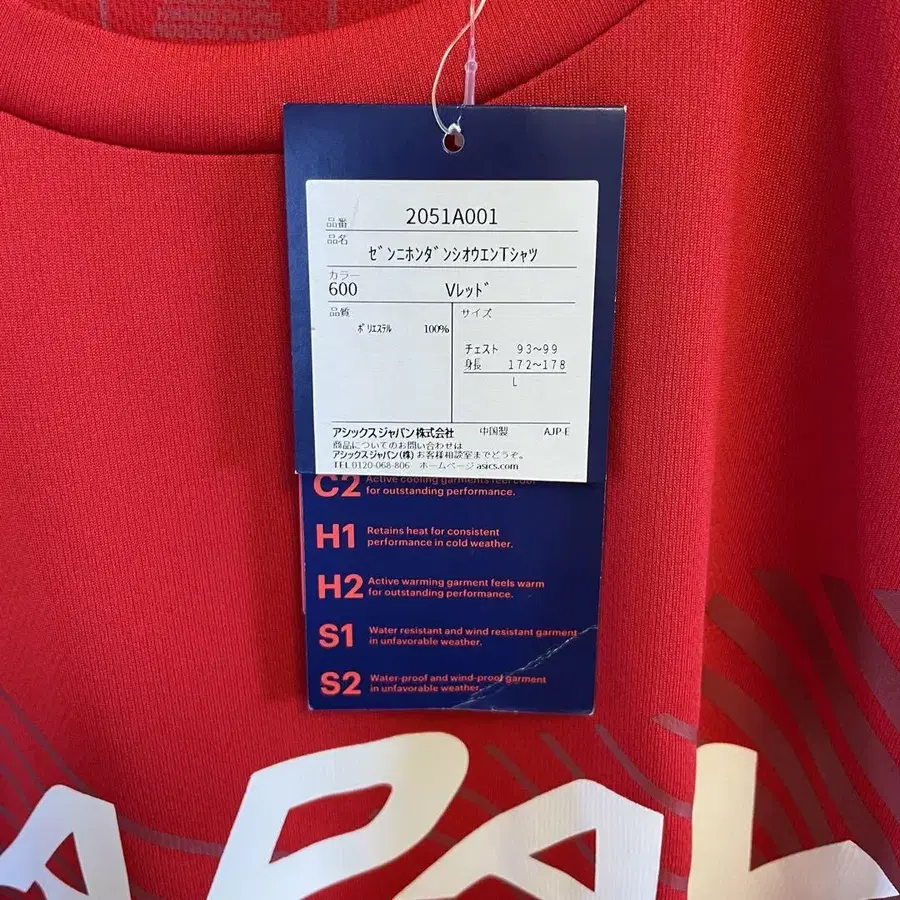 品番 2051A001
品名
ｾﾞﾝﾆﾎﾝﾀﾞﾝｼｵｳｴﾝTｼｬﾂ
カラー
600 Vﾚｯﾄﾞ
品質 サイズ
ﾎﾟﾘｴｽﾃﾙ 100%
チェスト 93～99
身長 172～178
L
アシックスジャパン株式会社 中国製 AJP-E
商品についてのお問い合わせは
アシックスジャパン(株)お客様相談室までどうぞ。
TEL 0120-068-806 ホームページ asics.com
C2 Active cooling garments feel cool
for outstanding performance.
H1 Retains heat for consistent
performance in cold weather.
H2 Active warming garment feels warm
for outstanding performance.
S1 Water resistant and wind resistant garment
in unfavorable weather.
S2 Water-proof and wind-proof garment
in unfavorable weather.
APA